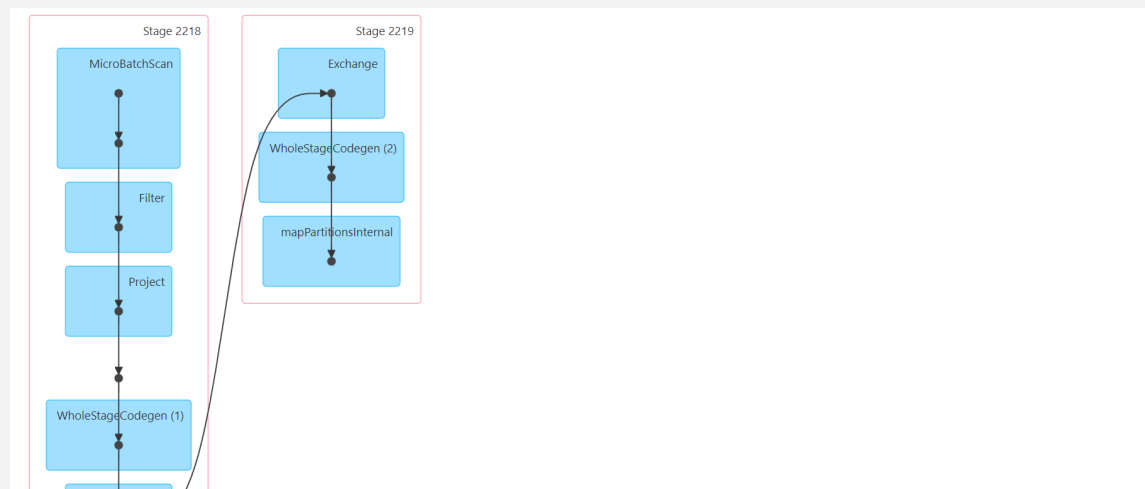 Stage 2218
MicroBatchScan
Filter
Project
WholeStageCodegen (1)
Stage 2219
Exchange
WholeStageCodegen (2)
mapPartitionsInternal